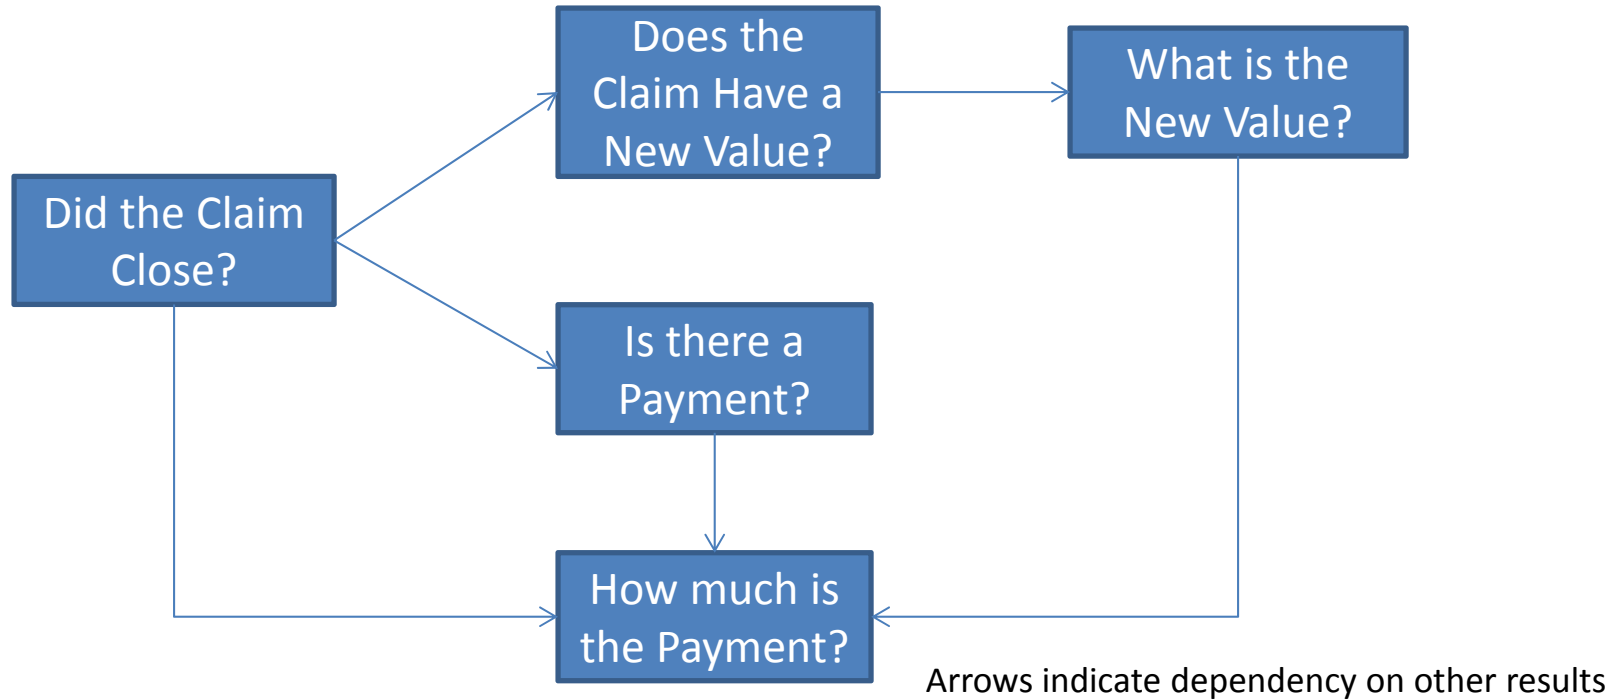 Does the
Claim Have a
New Value?
What is the
New Value?
Did the Claim
Close?
Is there a
Payment?
How much is
the Payment?
Arrows indicate dependency on other results